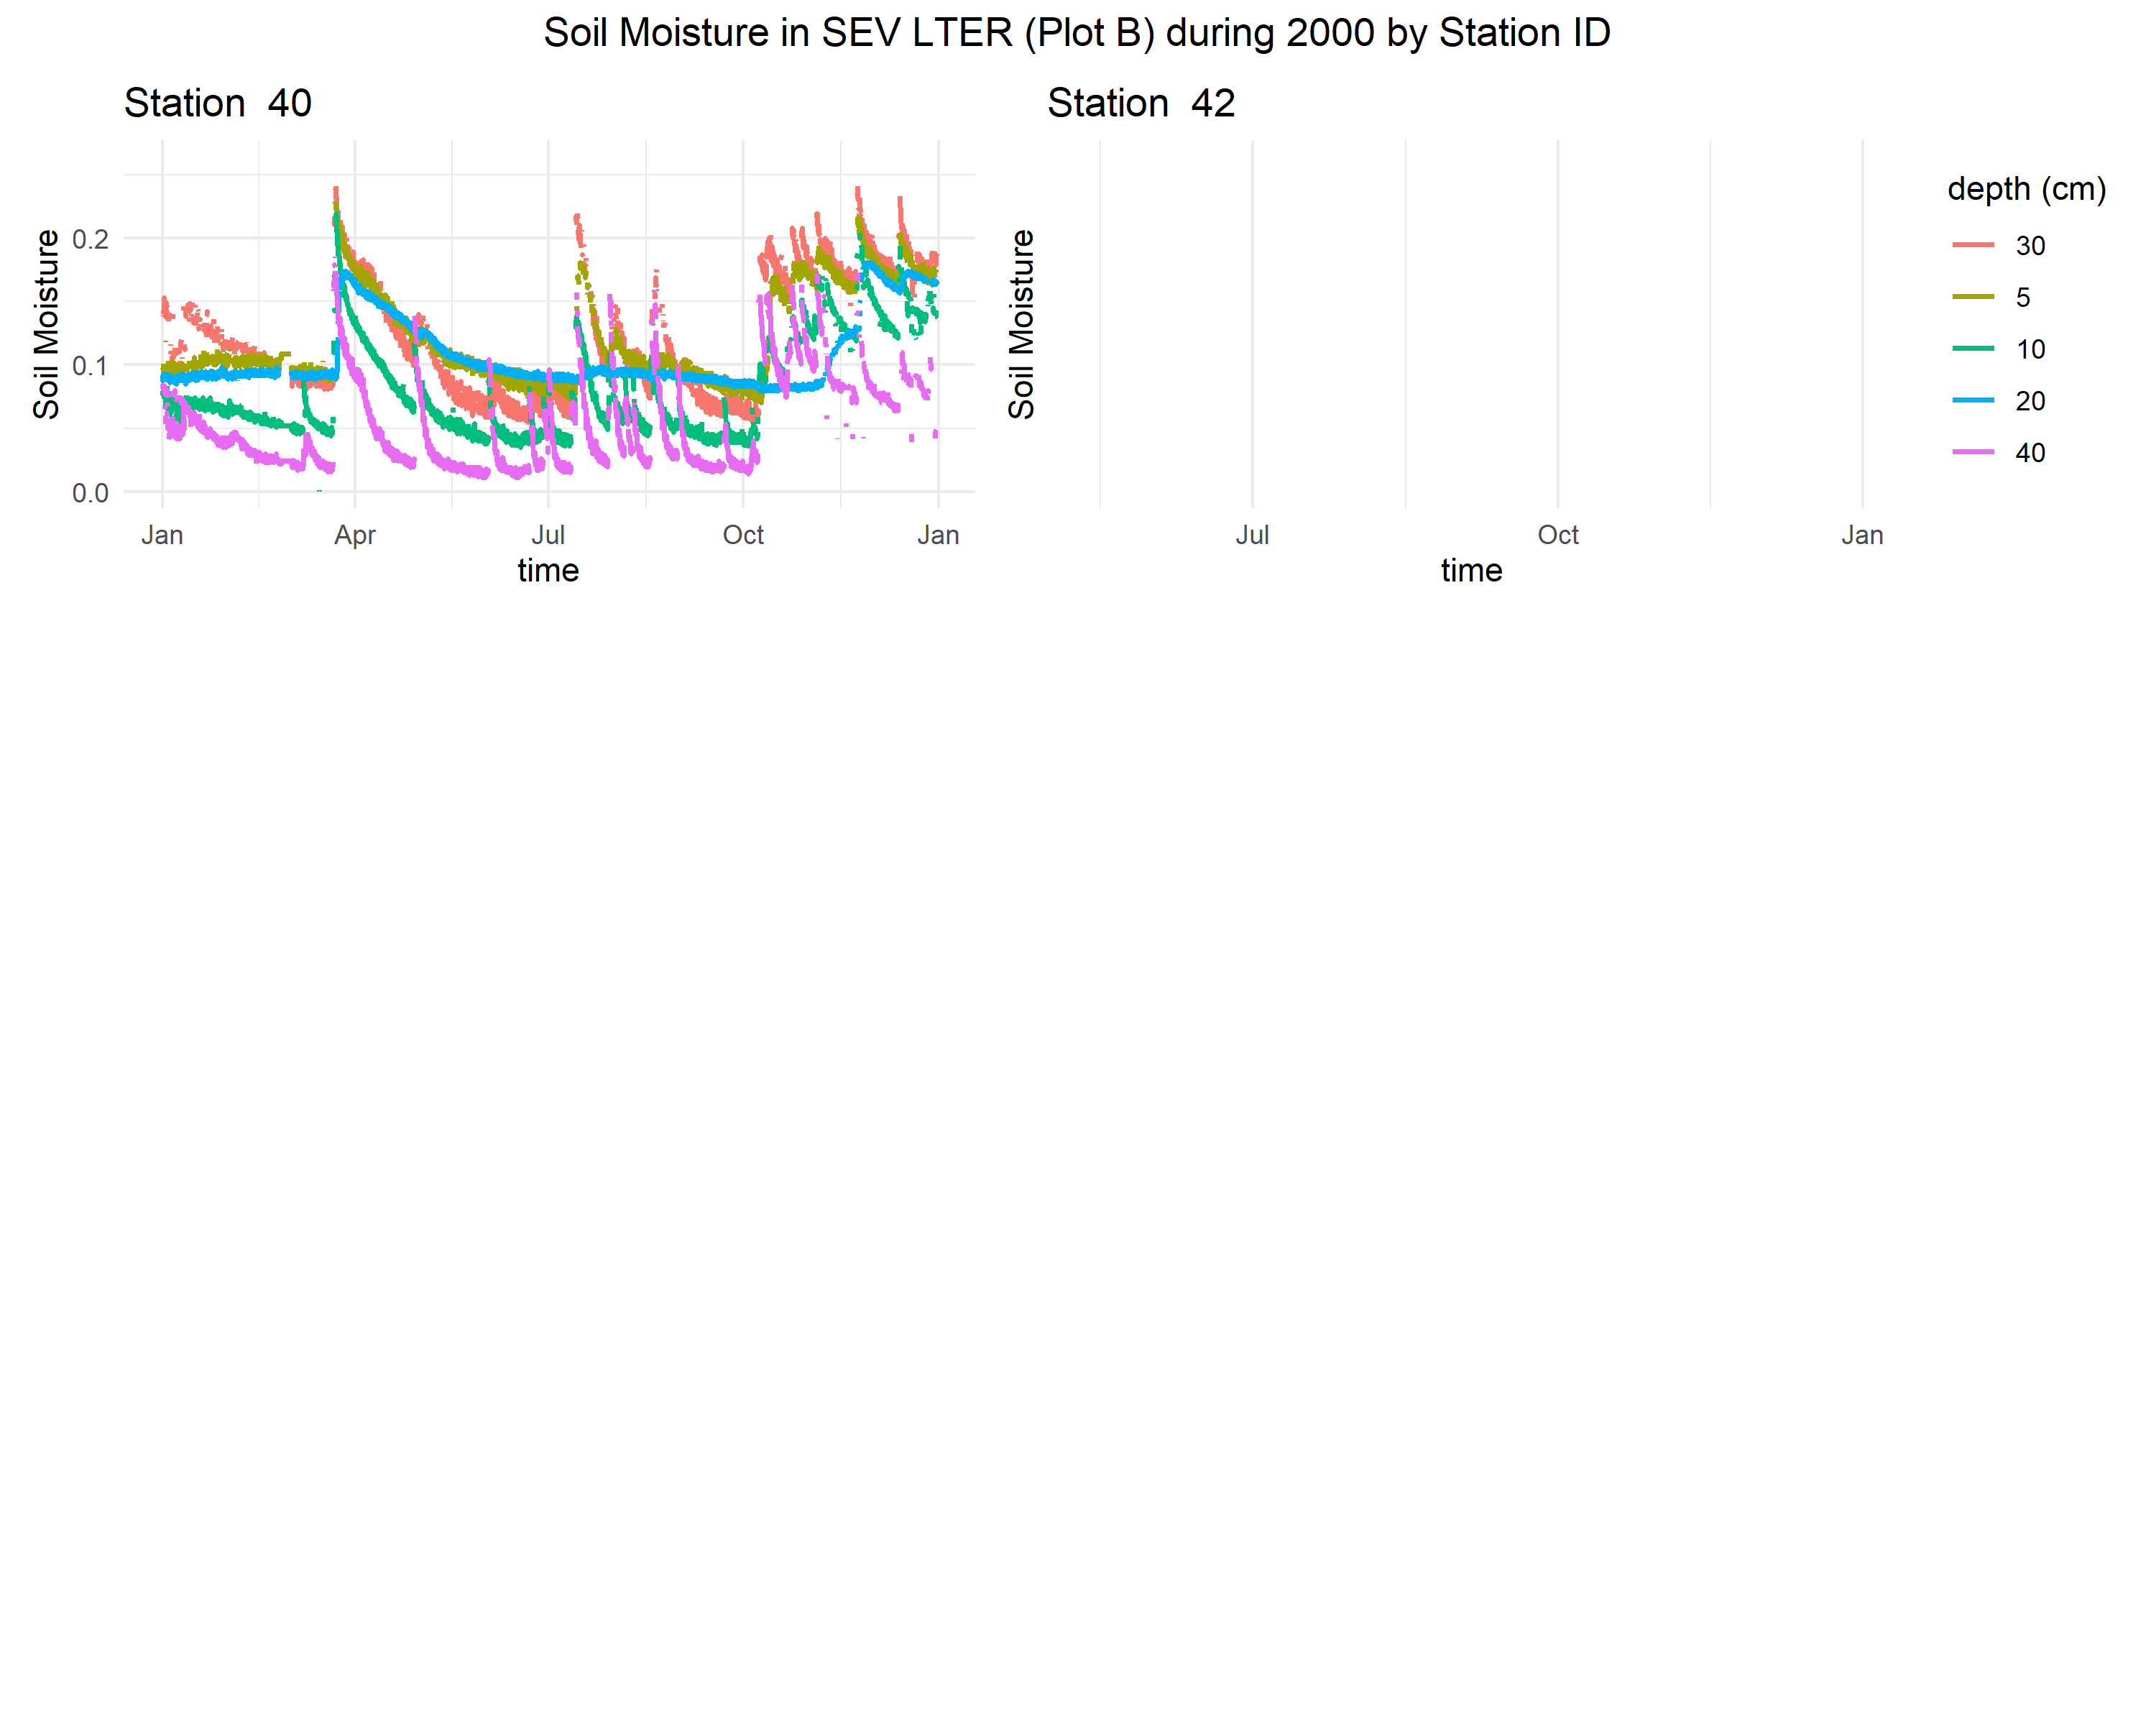 Soil Moisture in SEV LTER (Plot B) during 2000 by Station ID
Station 40
Soil Moisture
0.2
0.1
0.0
Jan Apr Jul Oct Jan
time
Station 42
Soil Moisture
Jul Oct Jan
time
depth (cm)
30
5
10
20
40